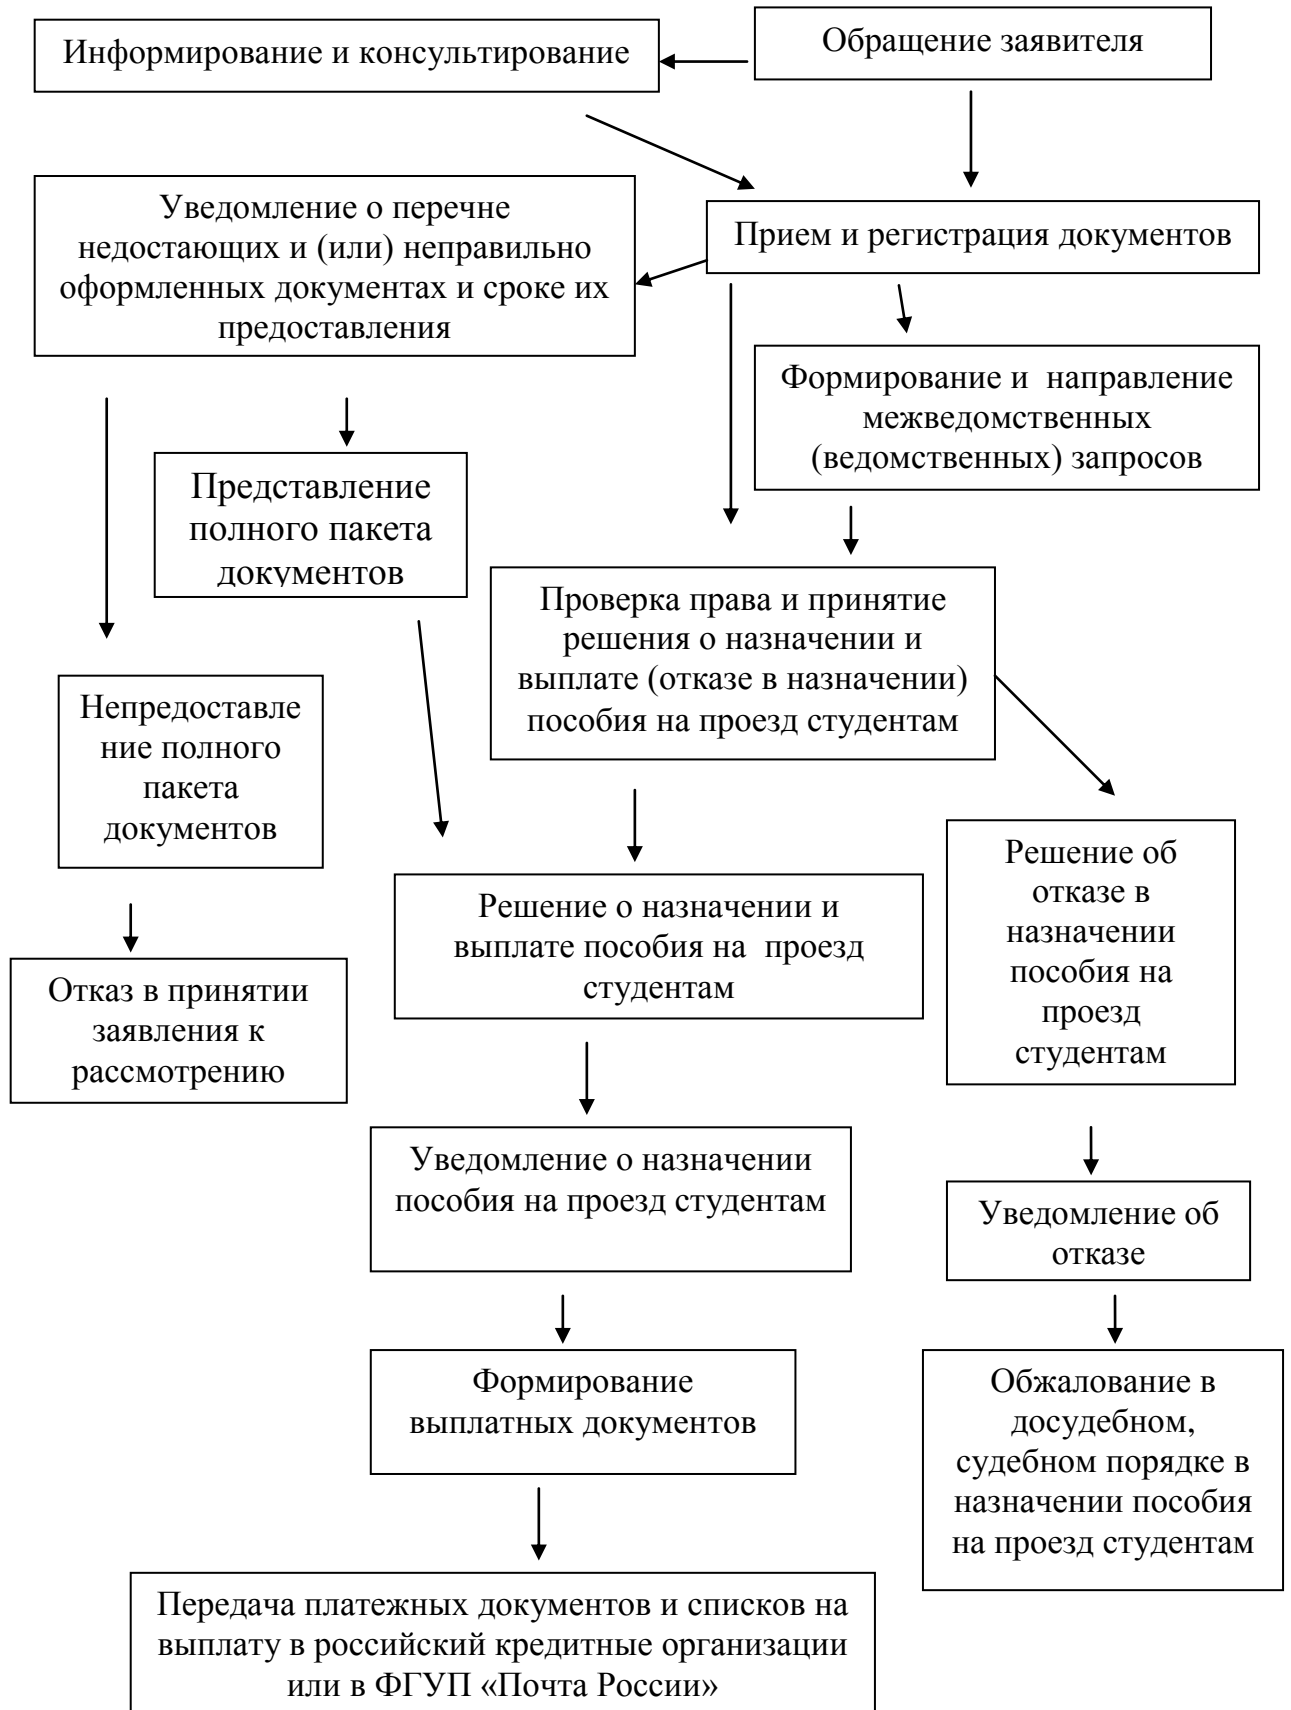 Обращение заявителя
Информирование и консультирование
Уведомление о перечне
недостающих и (или) неправильно
оформленных документах и сроке их
предоставления
Прием и регистрация документов
Формирование и направление
межведомственных
(ведомственных) запросов
Представление
полного пакета
документов
Проверка права и принятие
решения о назначении и
выплате (отказе в назначении)
пособия на проезд студентам
Непредоставле
ние полного
пакета
документов
Решение о назначении и
выплате пособия на проезд
студентам
Решение об
отказе в
назначении
пособия на
проезд
студентам
Отказ в принятии
заявления к
рассмотрению
Уведомление о назначении
пособия на проезд студентам
Уведомление об
отказе
Формирование
выплатных документов
Обжалование в
досудебном,
судебном порядке в
назначении пособия
на проезд студентам
Передача платежных документов и списков на
выплату в российский кредитные организации
или в ФГУП «Почта России»